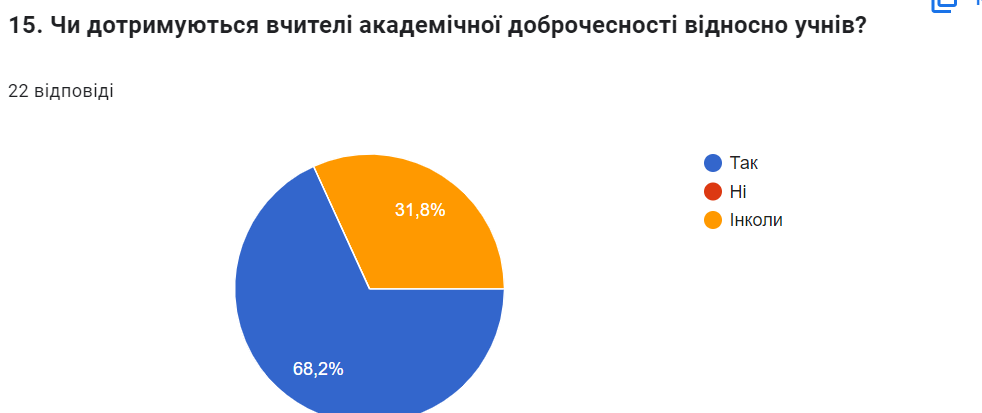 15. Чи дотримуються вчителі академічної доброчесності відносно учнів?
22 відповіді
Так
Ні
Інколи
31,8%
68,2%